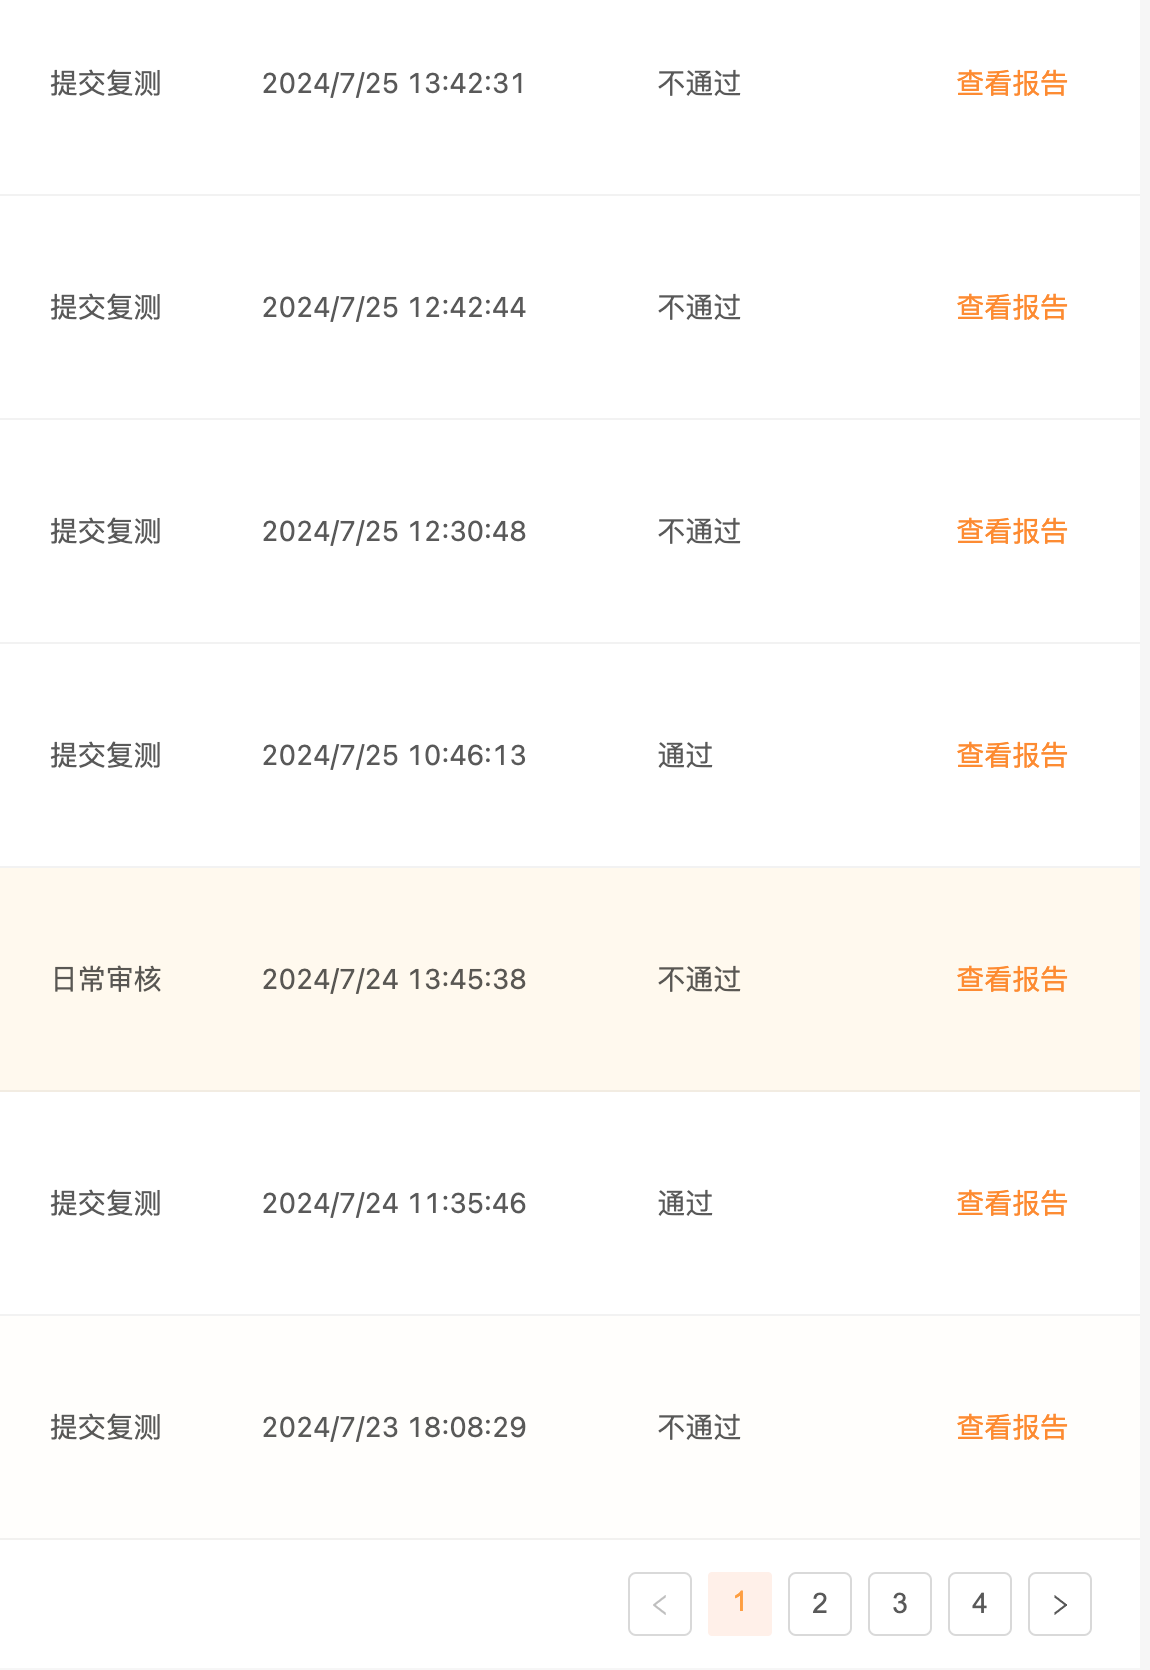 提交复测 2024/7/25 13:42:31 不通过 查看报告
提交复测 2024/7/25 12:42:44 不通过 查看报告
提交复测 2024/7/25 12:30:48 不通过 查看报告
提交复测 2024/7/25 10:46:13 通过 查看报告
日常审核 2024/7/24 13:45:38 不通过 查看报告
提交复测 2024/7/24 11:35:46 通过 查看报告
提交复测 2024/7/23 18:08:29 不通过 查看报告
< 1 2 3 4 >